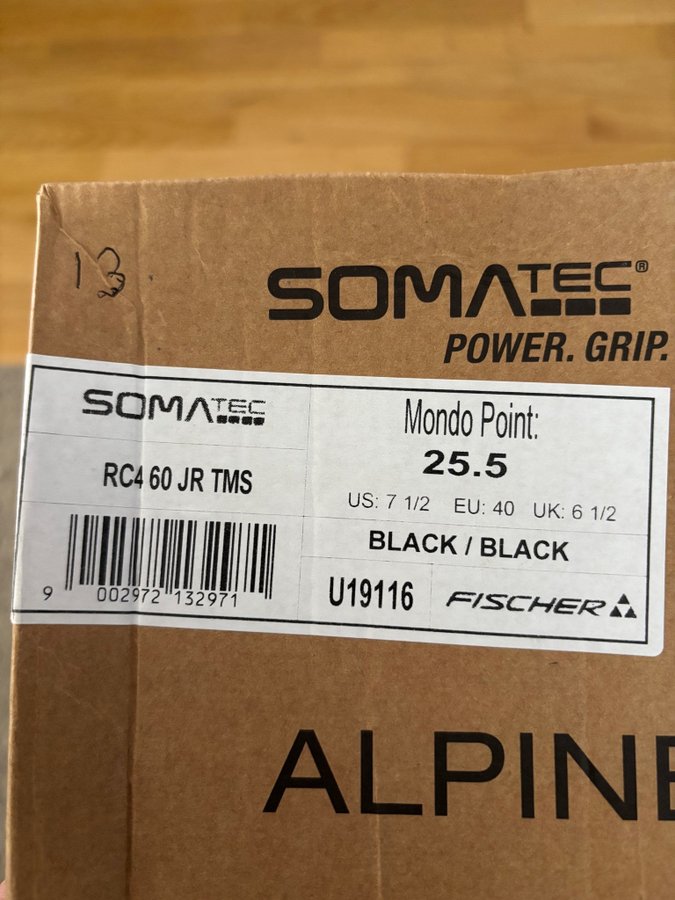 13
SOMATEC®
POWER. GRIP.
SOMATEC
RC4 60 JR TMS
9 002972 132971
Mondo Point:
25.5
US: 7 1/2 EU: 40 UK: 6 1/2
BLACK / BLACK
U19116
FISCHER
ALPINE